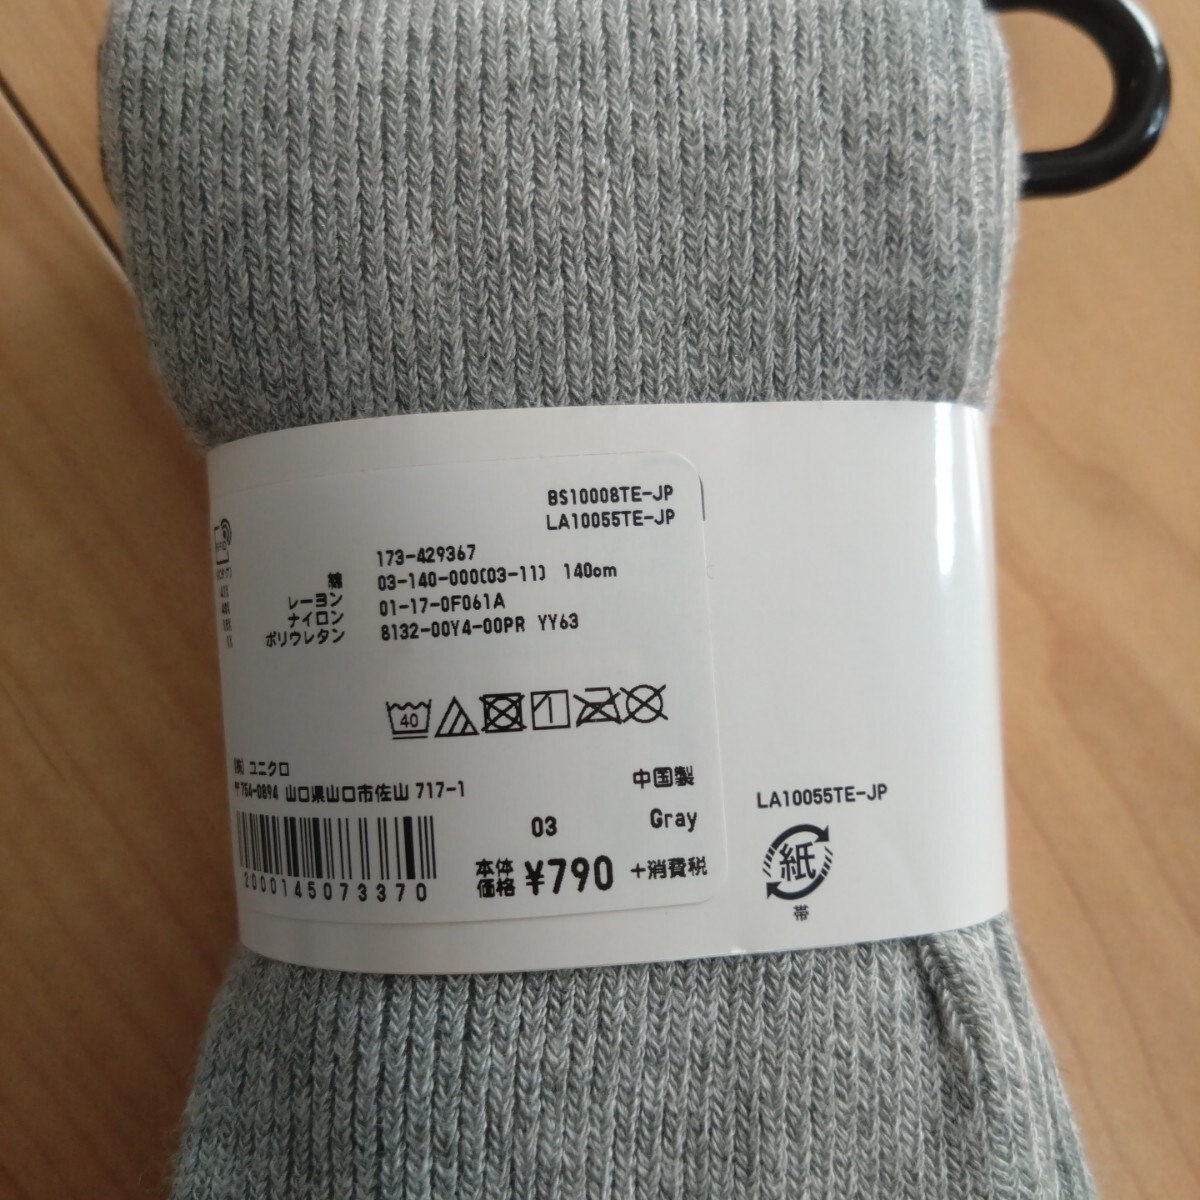 BS10008TE-JP
LA10055TE-JP
173-429367
綿 03-140-000(03-11) 140cm
レーヨン 01-17-0F061A
ナイロン 8132-00Y4-00PR YY63
ポリウレタン
40
(株) ユニクロ
〒754-0894 山口県山口市佐山 717-1
中国製
03 Gray
2000145073370
本体価格 ¥790 +消費税
LA10055TE-JP
紙
帯